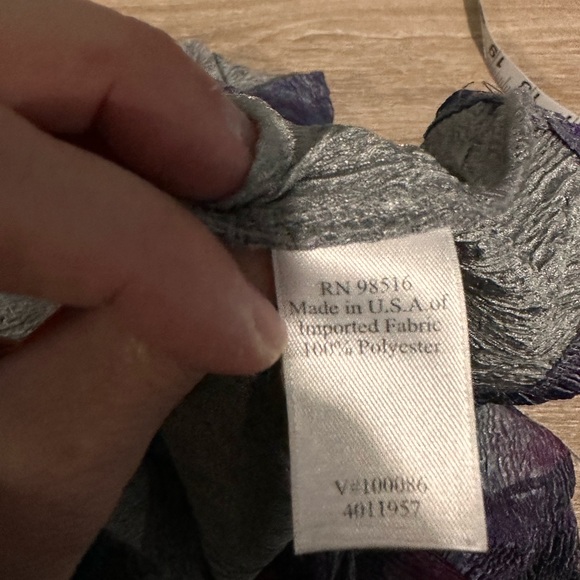 RN 98516
Made in U.S.A.of
Imported Fabric
100% Polyester
V#100086
4011957